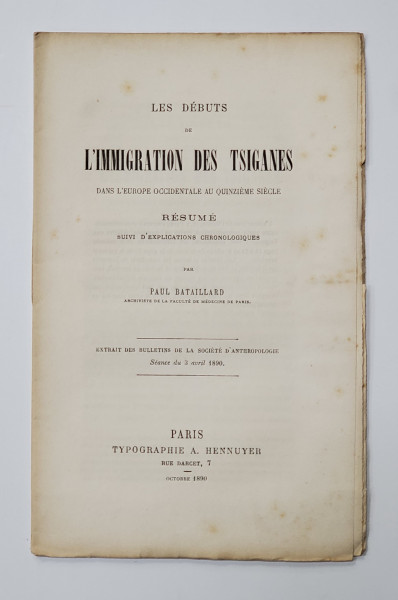 LES DÉBUTS
DE
L'IMMIGRATION DES TSIGANES
DANS L'EUROPE OCCIDENTALE AU QUINZIÈME SIÈCLE
RÉSUMÉ
SUIVI D'EXPLICATIONS CHRONOLOGIQUES
PAR
PAUL BATAILLARD
ARCHIVISTE DE LA FACULTÉ DE MÉDECINE DE PARIS.
EXTRAIT DES BULLETINS DE LA SOCIÉTÉ D'ANTHROPOLOGIE
Séance du 3 avril 1890.
PARIS
TYPOGRAPHIE A. HENNUYER
RUE DARCET, 7
OCTOBRE 1890